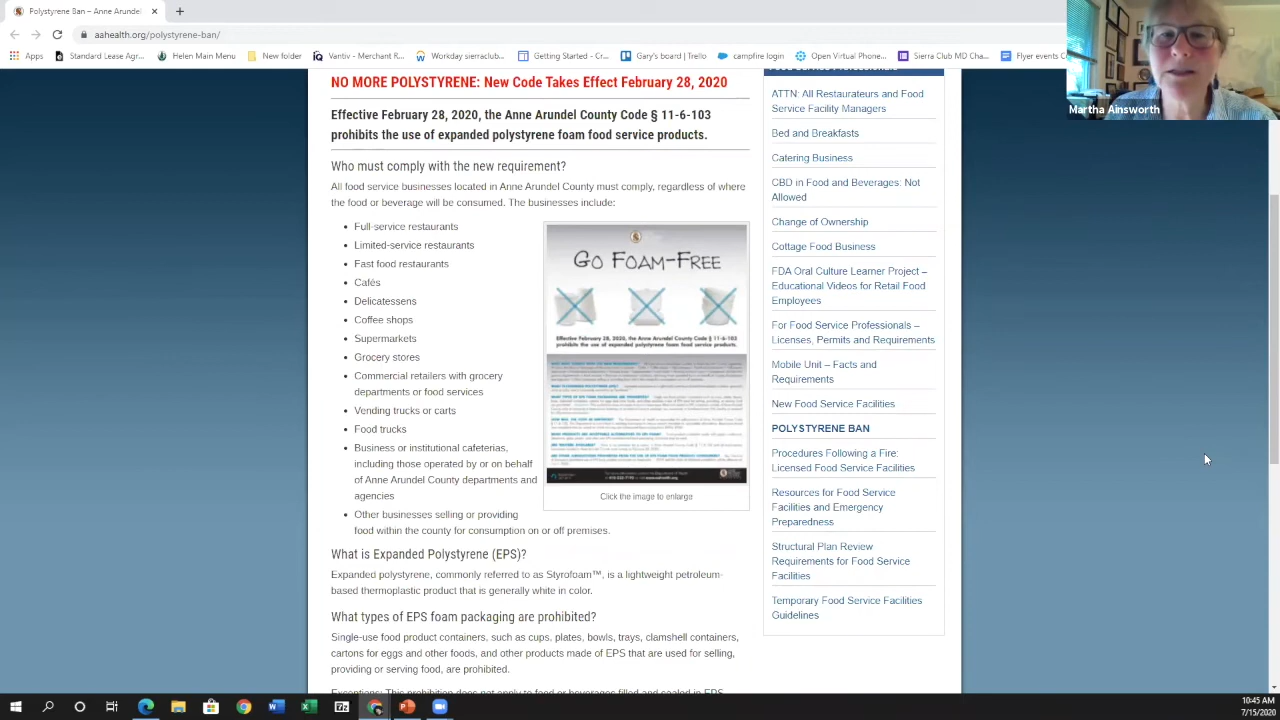 Polystyrene Ban – Anne Arundel
aahealth.org/polystyrene-ban/
Apps
Standard Lease Agr...
Helen Main Menu
New folder
Vantiv - Merchant R...
Workday sierraclub...
Getting Started - Cr...
Gary's board | Trello
campfire login
Open Virtual Phone...
Sierra Club MD Cha...
Flyer events
Martha Ainsworth
NO MORE POLYSTYRENE: New Code Takes Effect February 28, 2020
Effective February 28, 2020, the Anne Arundel County Code § 11-6-103
prohibits the use of expanded polystyrene foam food service products.
Who must comply with the new requirement?
All food service businesses located in Anne Arundel County must comply, regardless of where
the food or beverage will be consumed. The businesses include:
Full-service restaurants
Limited-service restaurants
Fast food restaurants
Cafés
Delicatessens
Coffee shops
Supermarkets
Grocery stores
Commercial retailers with grocery
departments or food services
Vending trucks or carts
Food trucks
Business or institutional cafeterias,
including those operated by or on behalf
of Anne Arundel County departments and
agencies
Other businesses selling or providing
food within the county for consumption on or off premises.
GO FOAM-FREE
Effective February 28, 2020, the Anne Arundel County Code § 11-6-103
prohibits the use of expanded polystyrene foam food service products.
Click the image to enlarge
What is Expanded Polystyrene (EPS)?
Expanded polystyrene, commonly referred to as Styrofoam™, is a lightweight petroleum-
based thermoplastic product that is generally white in color.
What types of EPS foam packaging are prohibited?
Single-use food product containers, such as cups, plates, bowls, trays, clamshell containers,
cartons for eggs and other foods, and other products made of EPS that are used for selling,
providing or serving food, are prohibited.
Exceptions: This prohibition does not apply to food or beverages filled and sealed in EPS
ATTN: All Restaurateurs and Food
Service Facility Managers
Bed and Breakfasts
Catering Business
CBD in Food and Beverages: Not
Allowed
Change of Ownership
Cottage Food Business
FDA Oral Culture Learner Project –
Educational Videos for Retail Food
Employees
For Food Service Professionals –
Licenses, Permits and Requirements
Mobile Unit – Facts and
Requirements
New Food Service Facilities
POLYSTYRENE BAN
Procedures Following a Fire:
Licensed Food Service Facilities
Resources for Food Service
Facilities and Emergency
Preparedness
Structural Plan Review
Requirements for Food Service
Facilities
Temporary Food Service Facilities
Guidelines
10:45 AM
7/15/2020